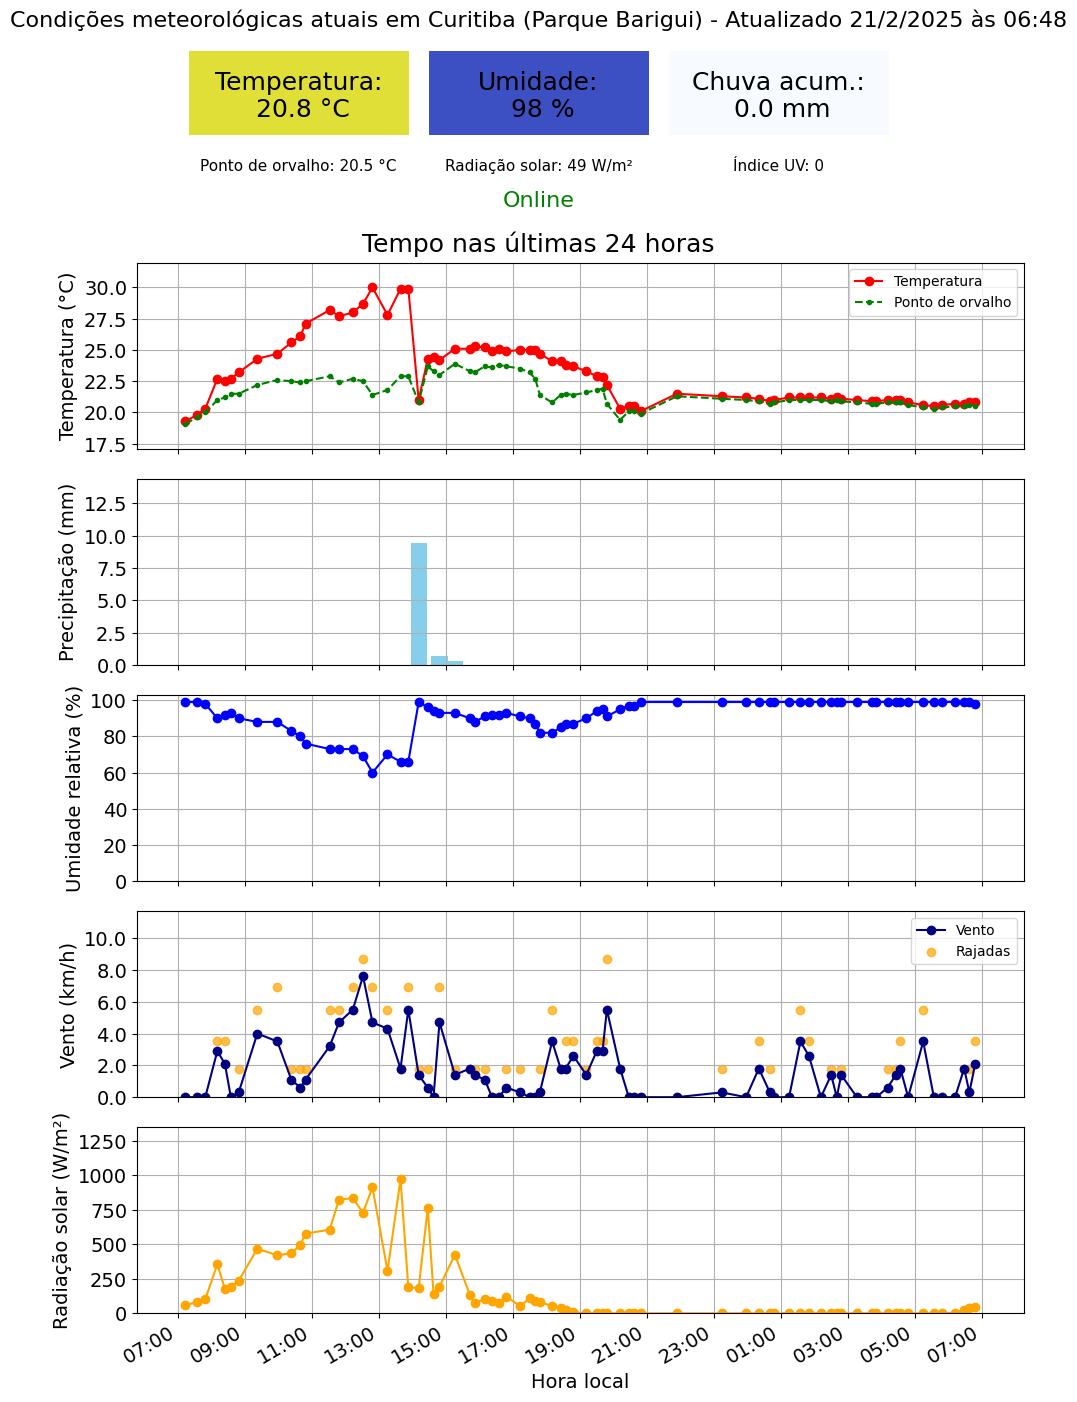 Condições meteorológicas atuais em Curitiba (Parque Barigui) - Atualizado 21/2/2025 às 06:48
Temperatura:
20.8 °C
Umidade:
98 %
Chuva acum.:
0.0 mm
Ponto de orvalho: 20.5 °C
Radiação solar: 49 W/m²
Índice UV: 0
Online
Tempo nas últimas 24 horas
Temperatura (°C)
30.0
27.5
25.0
22.5
20.0
17.5
Temperatura
Ponto de orvalho
Precipitação (mm)
12.5
10.0
7.5
5.0
2.5
0.0
Umidade relativa (%)
100
80
60
40
20
0
Vento (km/h)
10.0
8.0
6.0
4.0
2.0
0.0
Vento
Rajadas
Radiação solar (W/m²)
1250
1000
750
500
250
0
07:00
09:00
11:00
13:00
15:00
17:00
19:00
21:00
23:00
01:00
03:00
05:00
07:00
Hora local